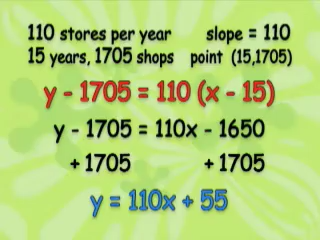 110 stores per year slope = 110
15 years, 1705 shops point (15,1705)
y - 1705 = 110 (x - 15)
y - 1705 = 110x - 1650
+ 1705 + 1705
y = 110x + 55